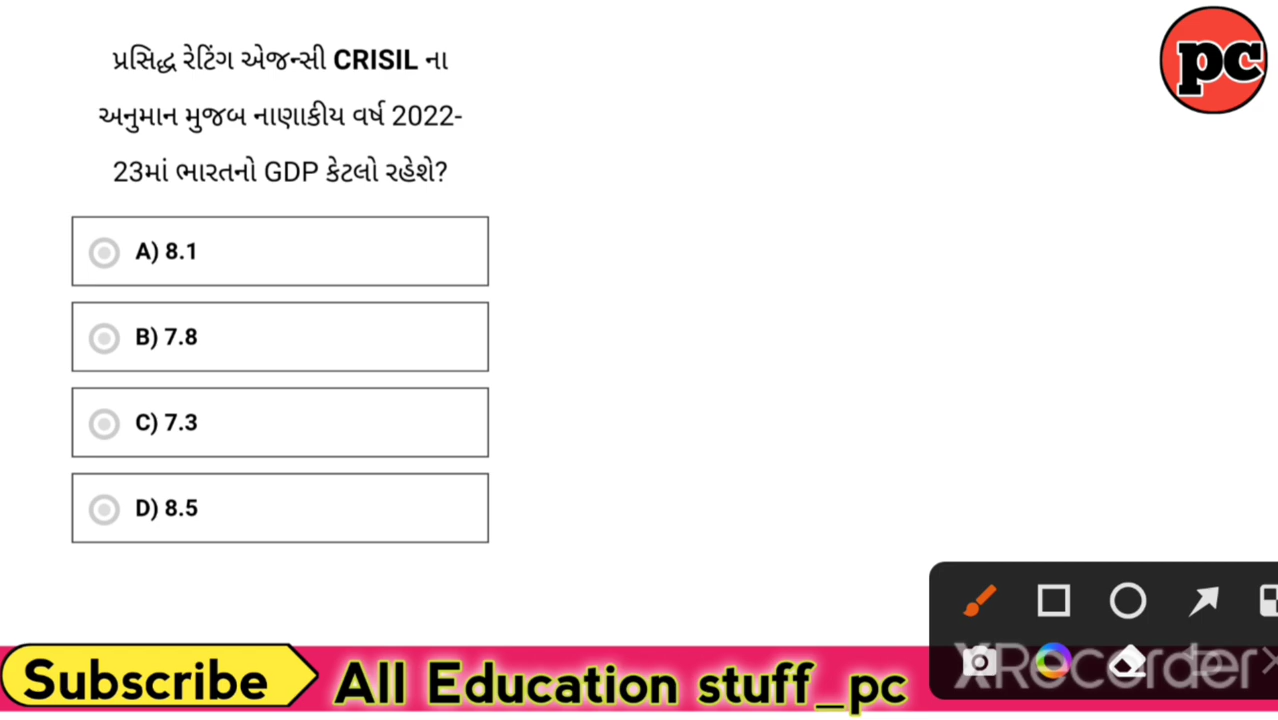 પ્રસિદ્ધ રેટિંગ એજન્સી CRISIL ના
અનુમાન મુજબ નાણાકીય વર્ષ 2022-
23માં ભારતનો GDP કેટલો રહેશે?
A) 8.1
B) 7.8
C) 7.3
D) 8.5
pc
Subscribe All Education stuff_pc
XRecorder